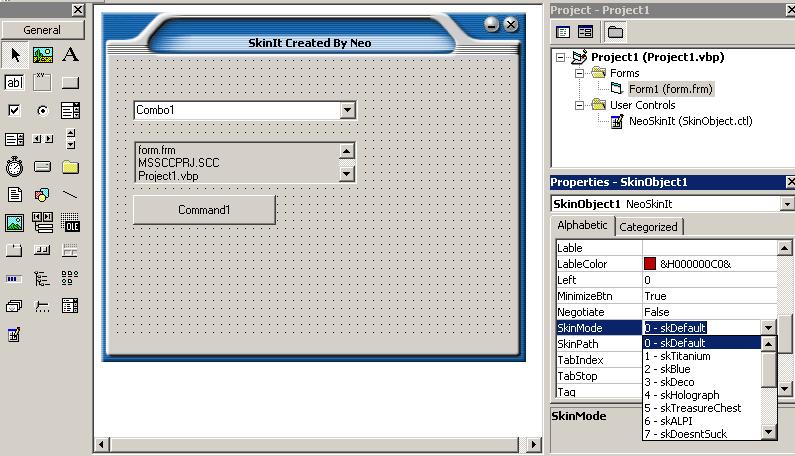 General
A
ab|
xy
OLE
SkinIt Created By Neo
Combo1
form.frm
MSSCCPRJ.SCC
Project1.vbp
Command1
Project - Project1
Project1 (Project1.vbp)
Forms
Form1 (form.frm)
User Controls
NeoSkinIt (SkinObject.ctl)
Properties - SkinObject1
SkinObject1 NeoSkinIt
Alphabetic Categorized
Lable
LableColor &H000000C0&
Left 0
MinimizeBtn True
Negotiate False
SkinMode 0 - skDefault
SkinPath 0 - skDefault
TabIndex 1 - skTitanium
2 - skBlue
TabStop 3 - skDeco
Tag 4 - skHolograph
5 - skTreasureChest
SkinMode 6 - skALPI
7 - skDoesntSuck